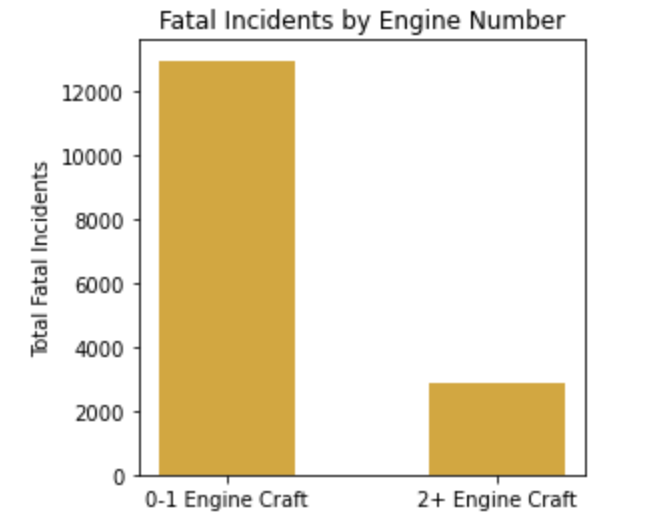 Fatal Incidents by Engine Number
Total Fatal Incidents
12000
10000
8000
6000
4000
2000
0
0-1 Engine Craft
2+ Engine Craft